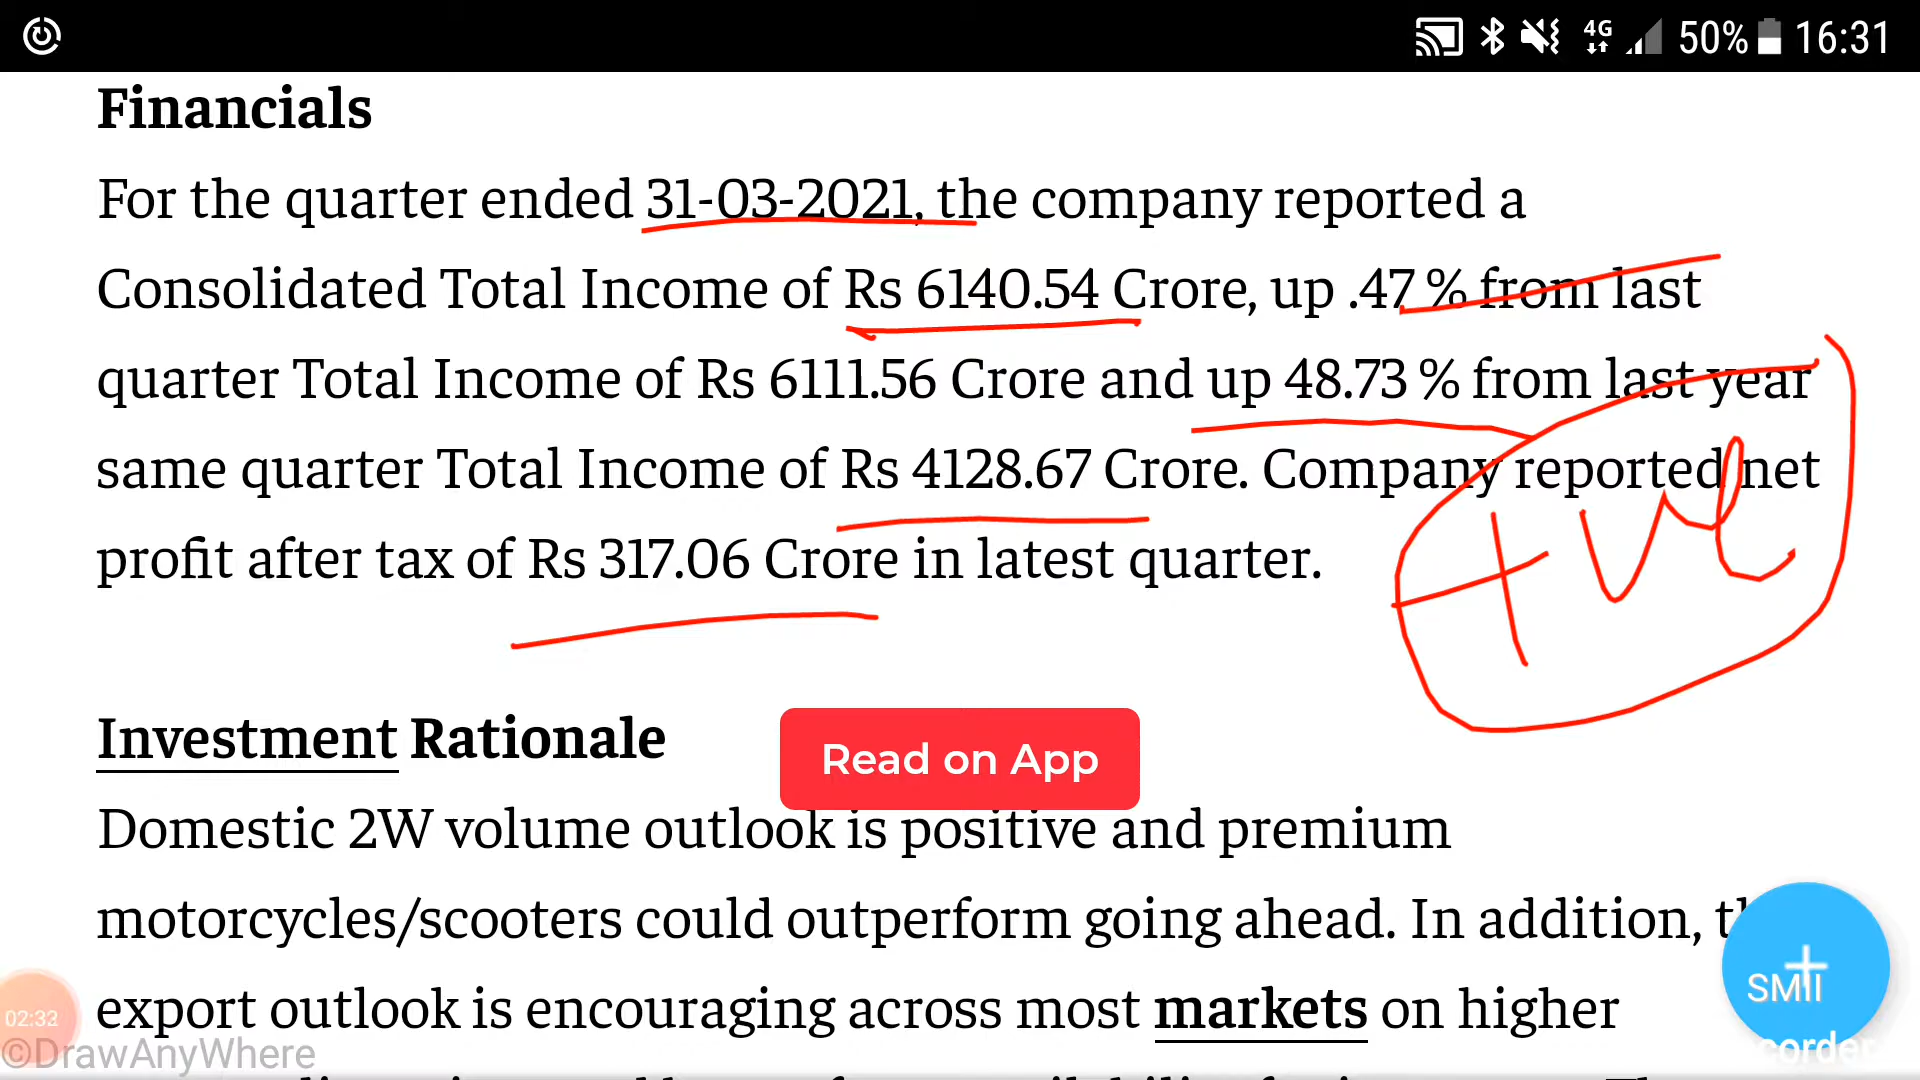 4G 50% 16:31
Financials
For the quarter ended 31-03-2021, the company reported a
Consolidated Total Income of Rs 6140.54 Crore, up .47 % from last
quarter Total Income of Rs 6111.56 Crore and up 48.73 % from last year
same quarter Total Income of Rs 4128.67 Crore. Company reported net
profit after tax of Rs 317.06 Crore in latest quarter.
+ve
Investment Rationale
Read on App
Domestic 2W volume outlook is positive and premium
motorcycles/scooters could outperform going ahead. In addition,
export outlook is encouraging across most markets on higher
02:32
©DrawAnyWhere